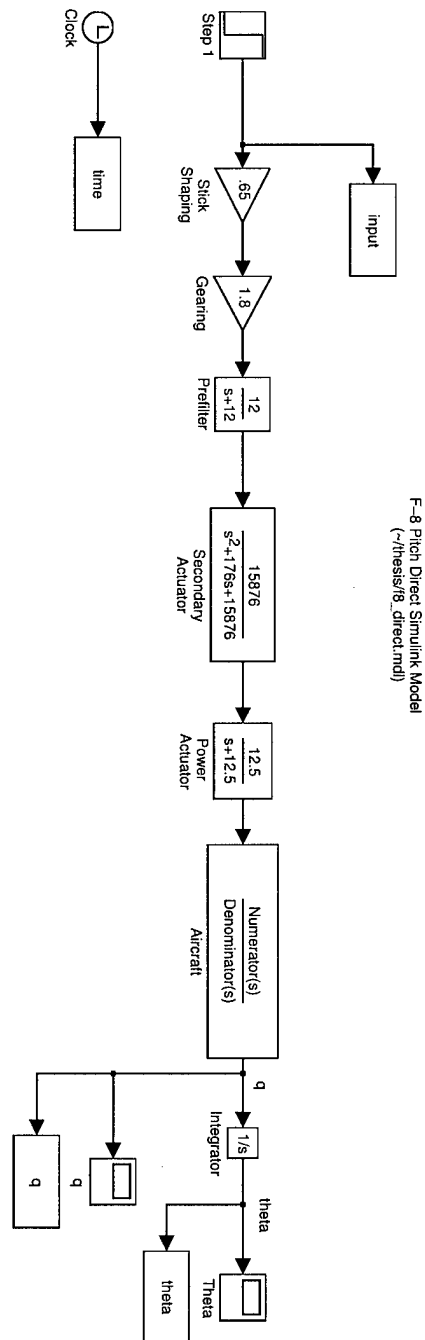 F–8 Pitch Direct Simulink Model
(~/thesis/f8_direct.mdl)
input
Step 1
.65
Stick
Shaping
1.8
Gearing
12
s+12
Prefilter
15876
s²+176s+15876
Secondary
Actuator
12.5
s+12.5
Power
Actuator
Numerator(s)
Denominator(s)
Aircraft
q
1/s
Integrator
theta
Theta
theta
q
q
Clock
time